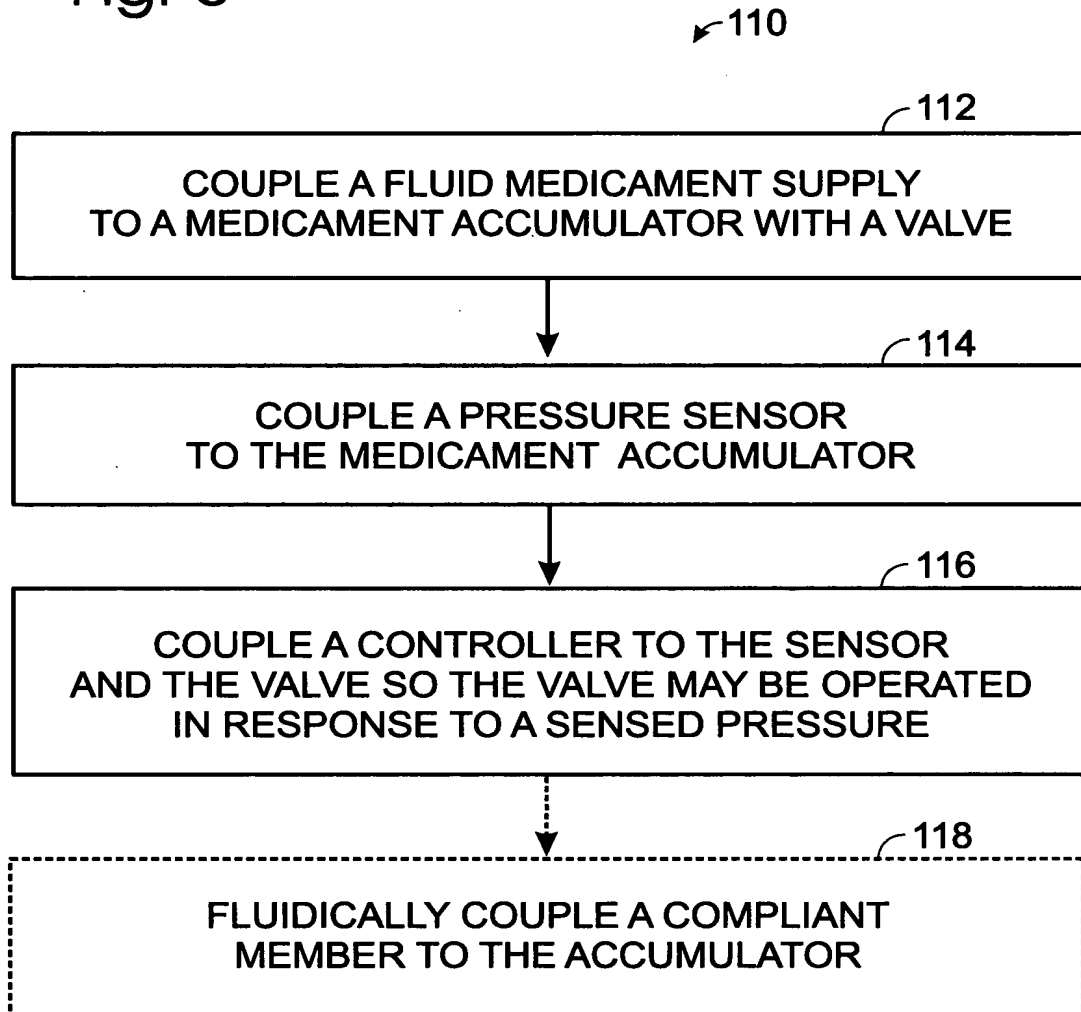 110
112
COUPLE A FLUID MEDICAMENT SUPPLY
TO A MEDICAMENT ACCUMULATOR WITH A VALVE
114
COUPLE A PRESSURE SENSOR
TO THE MEDICAMENT ACCUMULATOR
116
COUPLE A CONTROLLER TO THE SENSOR
AND THE VALVE SO THE VALVE MAY BE OPERATED
IN RESPONSE TO A SENSED PRESSURE
118
FLUIDICALLY COUPLE A COMPLIANT
MEMBER TO THE ACCUMULATOR